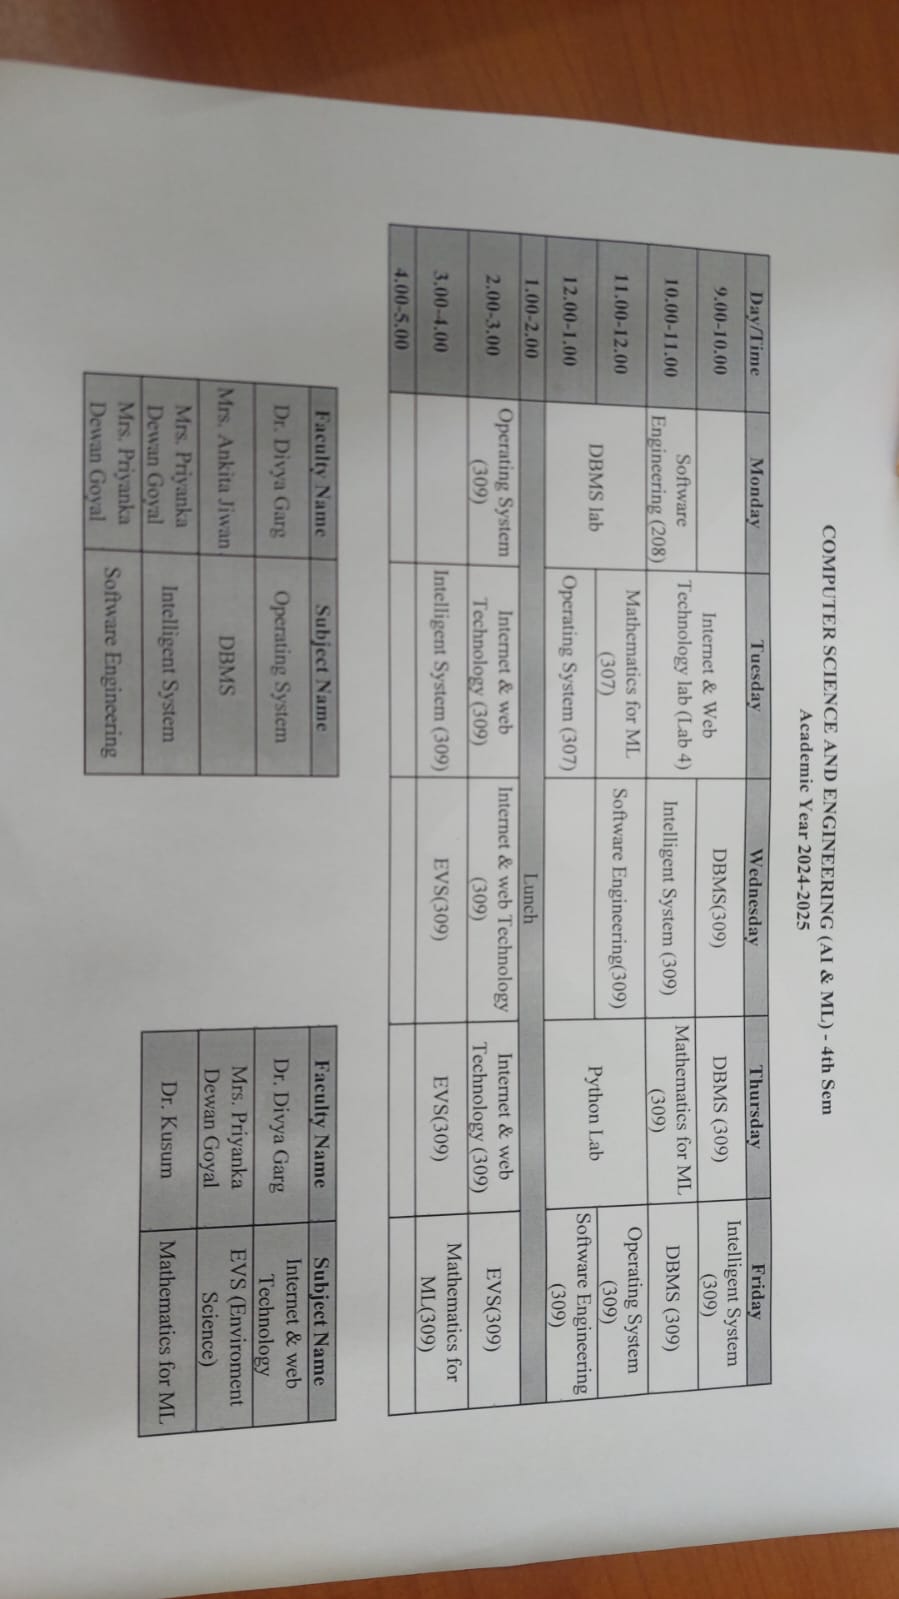 COMPUTER SCIENCE AND ENGINEERING (AI & ML) - 4th Sem
Academic Year 2024-2025
Day/Time Monday Tuesday Wednesday Thursday Friday
9.00-10.00 Internet & Web Technology lab (Lab 4) DBMS(309) DBMS (309) Intelligent System (309)
10.00-11.00 Software Engineering (208) Intelligent System (309) Mathematics for ML (309) DBMS (309)
11.00-12.00 DBMS lab Mathematics for ML (307) Software Engineering(309) Python Lab Operating System (309)
12.00-1.00 Operating System (307) Software Engineering (309)
1.00-2.00 Lunch
2.00-3.00 Operating System (309) Internet & web Technology (309) Internet & web Technology (309) Internet & web Technology (309) EVS(309)
3.00-4.00 Intelligent System (309) EVS(309) EVS(309) Mathematics for ML(309)
4.00-5.00
Faculty Name Subject Name
Dr. Divya Garg Operating System
Mrs. Ankita Jiwan DBMS
Mrs. Priyanka Dewan Goyal Intelligent System
Mrs. Priyanka Dewan Goyal Software Engineering
Faculty Name Subject Name
Dr. Divya Garg Internet & web Technology
Mrs. Priyanka Dewan Goyal EVS (Enviroment Science)
Dr. Kusum Mathematics for ML